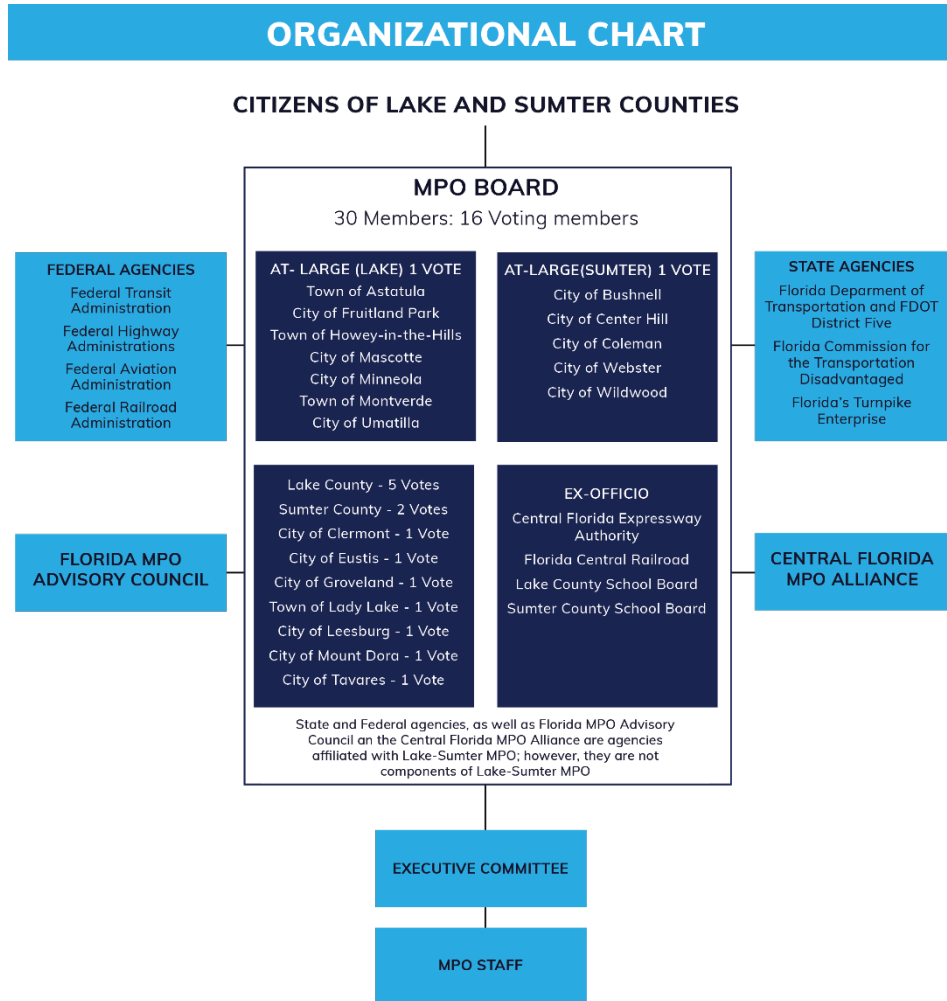 ORGANIZATIONAL CHART
CITIZENS OF LAKE AND SUMTER COUNTIES
MPO BOARD
30 Members: 16 Voting members
FEDERAL AGENCIES
Federal Transit
Administration
Federal Highway
Administrations
Federal Aviation
Administration
Federal Railroad
Administration
AT- LARGE (LAKE) 1 VOTE
Town of Astatula
City of Fruitland Park
Town of Howey-in-the-Hills
City of Mascotte
City of Minneola
Town of Montverde
City of Umatilla
AT-LARGE(SUMTER) 1 VOTE
City of Bushnell
City of Center Hill
City of Coleman
City of Webster
City of Wildwood
STATE AGENCIES
Florida Deparment of
Transportation and FDOT
District Five
Florida Commission for
the Transportation
Disadvantaged
Florida's Turnpike
Enterprise
FLORIDA MPO
ADVISORY COUNCIL
Lake County - 5 Votes
Sumter County - 2 Votes
City of Clermont - 1 Vote
City of Eustis - 1 Vote
City of Groveland - 1 Vote
Town of Lady Lake - 1 Vote
City of Leesburg - 1 Vote
City of Mount Dora - 1 Vote
City of Tavares - 1 Vote
EX-OFFICIO
Central Florida Expressway
Authority
Florida Central Railroad
Lake County School Board
Sumter County School Board
CENTRAL FLORIDA
MPO ALLIANCE
State and Federal agencies, as well as Florida MPO Advisory
Council an the Central Florida MPO Alliance are agencies
affiliated with Lake-Sumter MPO; however, they are not
components of Lake-Sumter MPO
EXECUTIVE COMMITTEE
MPO STAFF